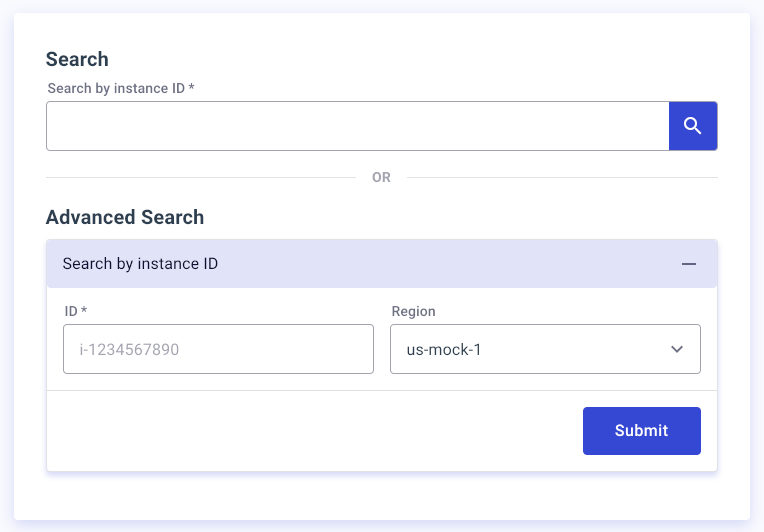 Search
Search by instance ID *
OR
Advanced Search
Search by instance ID
ID * Region
i-1234567890 us-mock-1
Submit